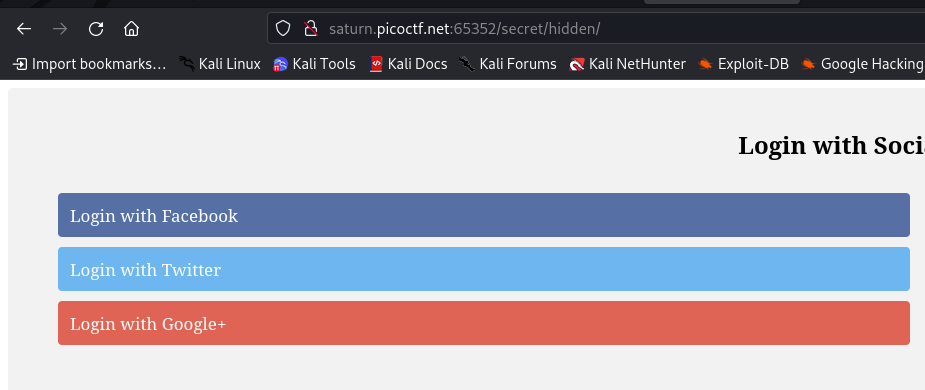 saturn.picoctf.net:65352/secret/hidden/
Import bookmarks... Kali Linux Kali Tools Kali Docs Kali Forums Kali NetHunter Exploit-DB Google Hacking
Login with Soci
Login with Facebook
Login with Twitter
Login with Google+